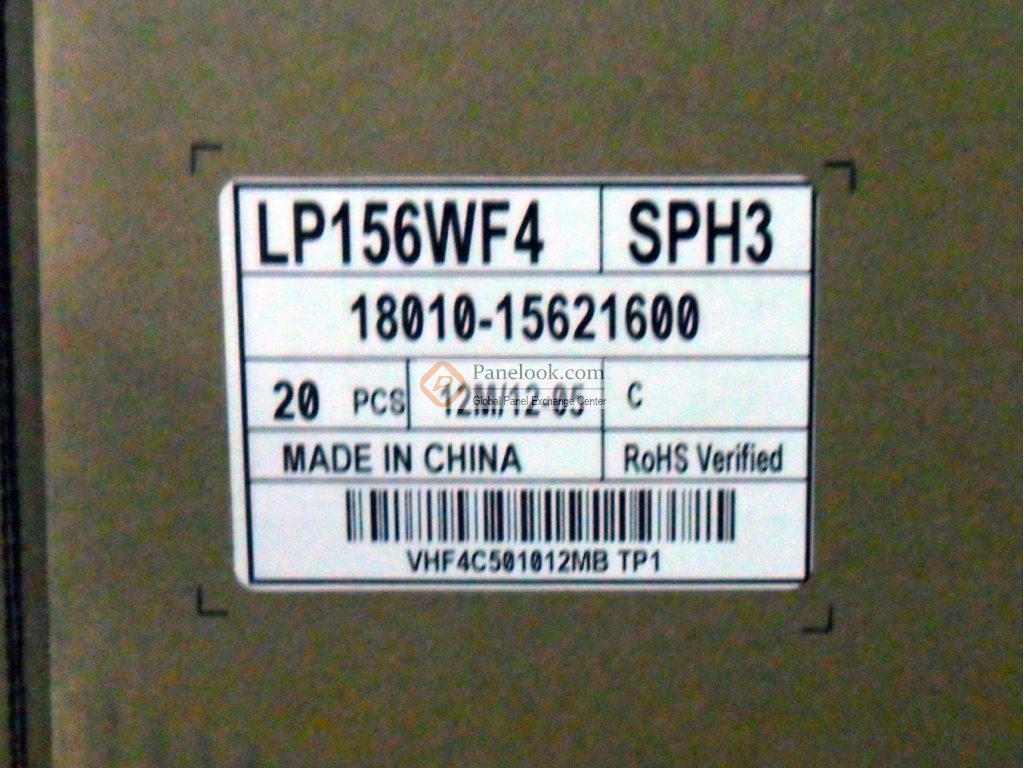 LP156WF4 SPH3
18010-15621600
20 PCS 12M/12-05 C
Panelook.com
Global Panel Exchange Center
MADE IN CHINA RoHS Verified
VHF4C501012MB TP1